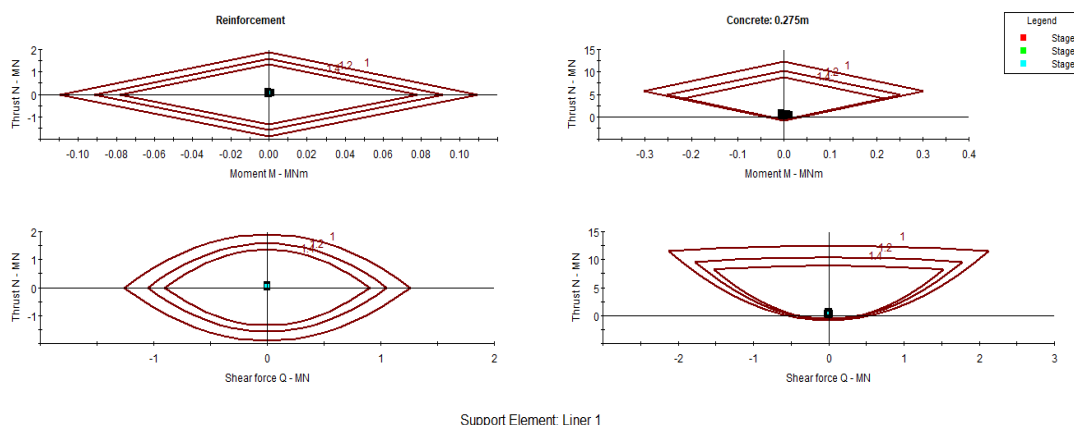 Reinforcement
Concrete: 0.275m
Legend
Stage
Stage
Stage
Thrust N - MN
2
1
0
-1
1
1.2
1.4
-0.10 -0.08 -0.06 -0.04 -0.02 0.00 0.02 0.04 0.06 0.08 0.10
Moment M - MNm
Thrust N - MN
15
10
5
0
1
1.2
1.4
-0.3 -0.2 -0.1 0.0 0.1 0.2 0.3 0.4
Moment M - MNm
Thrust N - MN
2
1
0
-1
1
1.2
1.4
-1 0 1 2
Shear force Q - MN
Thrust N - MN
15
10
5
0
1
1.2
1.4
-2 -1 0 1 2 3
Shear force Q - MN
Support Element: Liner 1